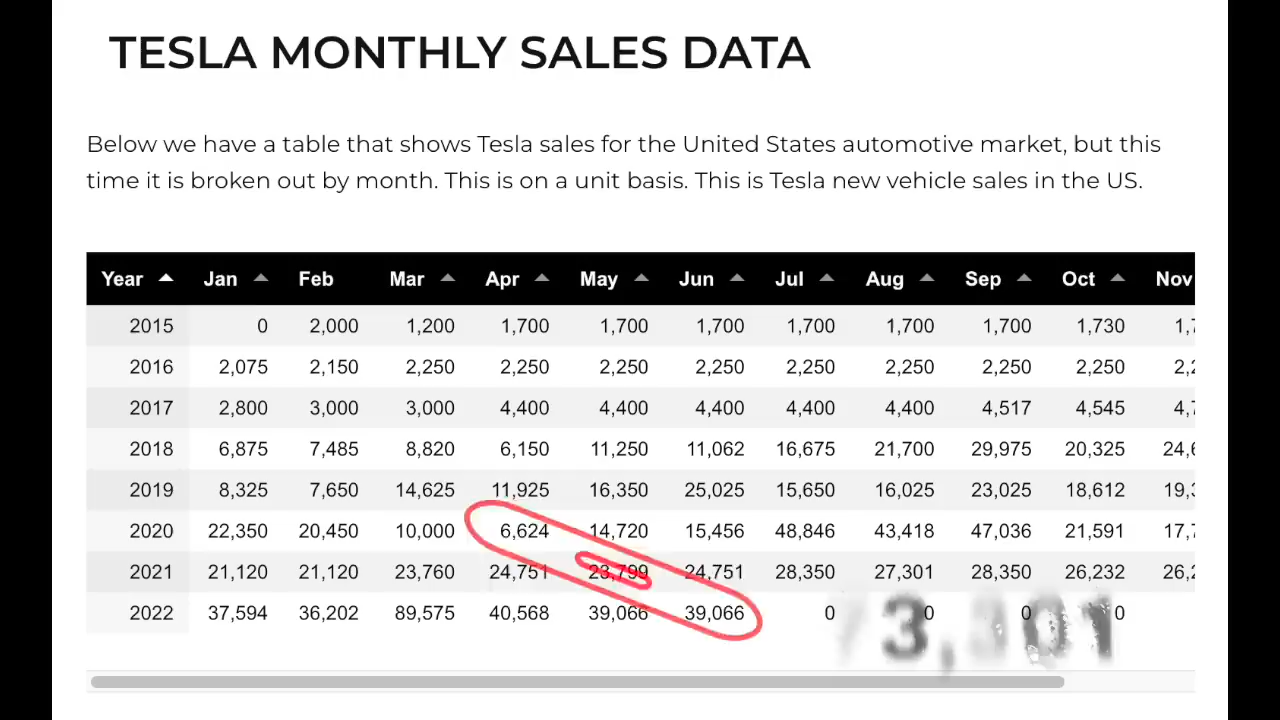 TESLA MONTHLY SALES DATA
Below we have a table that shows Tesla sales for the United States automotive market, but this
time it is broken out by month. This is on a unit basis. This is Tesla new vehicle sales in the US.
Year Jan Feb Mar Apr May Jun Jul Aug Sep Oct Nov
2015 0 2,000 1,200 1,700 1,700 1,700 1,700 1,700 1,700 1,730
2016 2,075 2,150 2,250 2,250 2,250 2,250 2,250 2,250 2,250 2,250
2017 2,800 3,000 3,000 4,400 4,400 4,400 4,400 4,400 4,517 4,545
2018 6,875 7,485 8,820 6,150 11,250 11,062 16,675 21,700 29,975 20,325
2019 8,325 7,650 14,625 11,925 16,350 25,025 15,650 16,025 23,025 18,612
2020 22,350 20,450 10,000 6,624 14,720 15,456 48,846 43,418 47,036 21,591
2021 21,120 21,120 23,760 24,751 23,799 24,751 28,350 27,301 28,350 26,232
2022 37,594 36,202 89,575 40,568 39,066 39,066 0 0 0 0